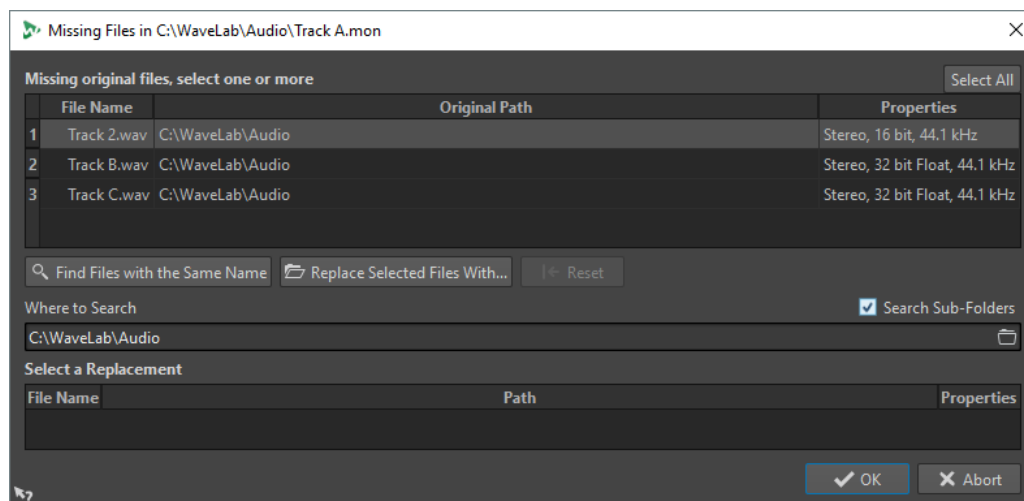 Missing Files in C:\WaveLab\Audio\Track A.mon
Missing original files, select one or more Select All
File Name Original Path Properties
1 Track 2.wav C:\WaveLab\Audio Stereo, 16 bit, 44.1 kHz
2 Track B.wav C:\WaveLab\Audio Stereo, 32 bit Float, 44.1 kHz
3 Track C.wav C:\WaveLab\Audio Stereo, 32 bit Float, 44.1 kHz
Find Files with the Same Name Replace Selected Files With... Reset
Where to Search Search Sub-Folders
C:\WaveLab\Audio
Select a Replacement
File Name Path Properties
OK Abort